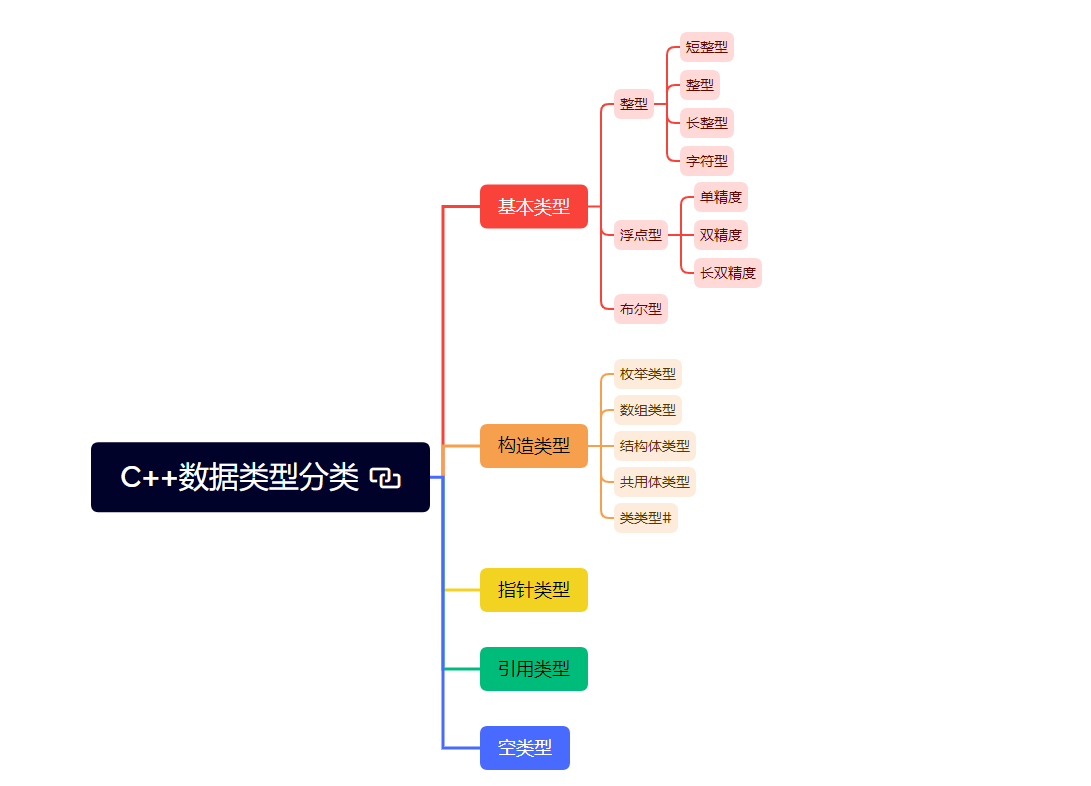 C++数据类型分类
基本类型
整型
短整型
整型
长整型
字符型
浮点型
单精度
双精度
长双精度
布尔型
构造类型
枚举类型
数组类型
结构体类型
共用体类型
类类型#
指针类型
引用类型
空类型